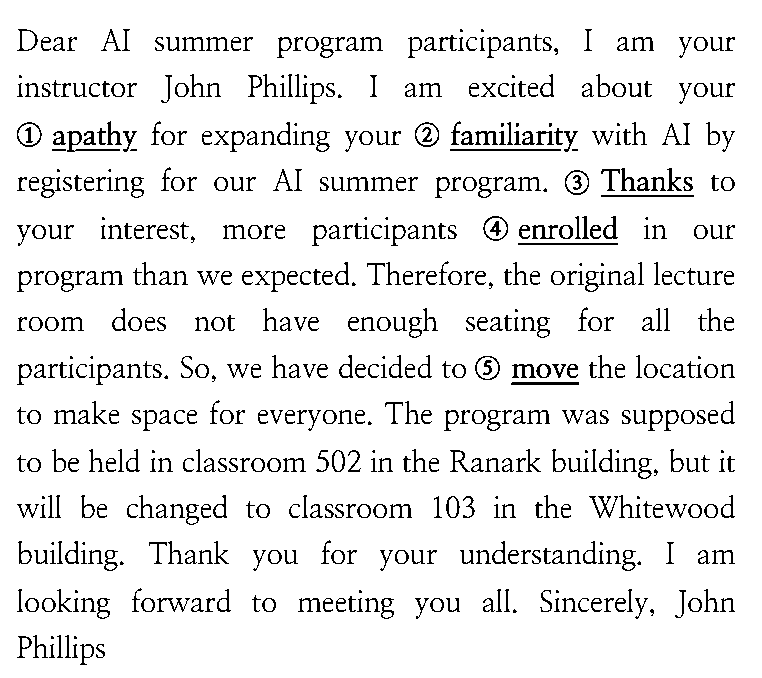 Dear AI summer program participants, I am your
instructor John Phillips. I am excited about your
① apathy for expanding your ② familiarity with AI by
registering for our AI summer program. ③ Thanks to
your interest, more participants ④ enrolled in our
program than we expected. Therefore, the original lecture
room does not have enough seating for all the
participants. So, we have decided to ⑤ move the location
to make space for everyone. The program was supposed
to be held in classroom 502 in the Ranark building, but it
will be changed to classroom 103 in the Whitewood
building. Thank you for your understanding. I am
looking forward to meeting you all. Sincerely, John
Phillips